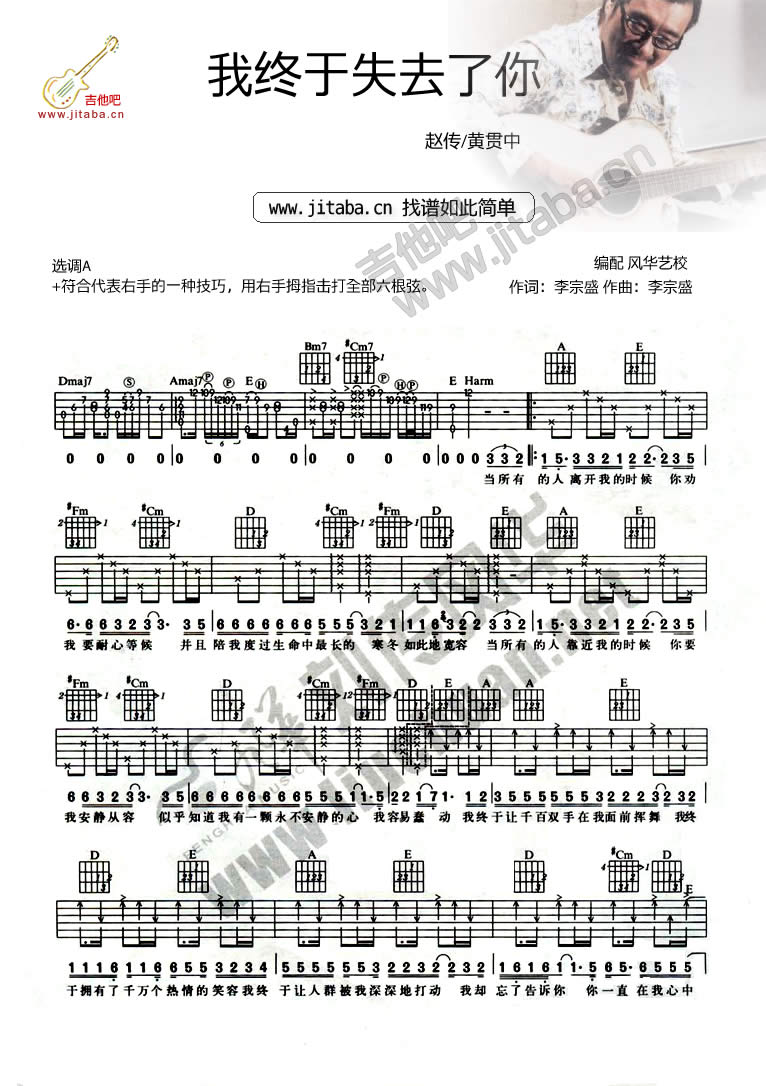 我终于失去了你
吉他吧
www.jitaba.cn
赵传/黄贯中
www.jitaba.cn 找谱如此简单
吉他吧
www.jitaba.cn
选调A
编配 风华艺校
+符合代表右手的一种技巧，用右手拇指击打全部六根弦。
作词：李宗盛 作曲：李宗盛
Bm7 #Cm7 A E
Dmaj7 S Amaj7 P P E H P H P E Harm
0 0 0 0 0 0 0 0 0 0 0 0 0 0 0 3 3 2 1 5· 3 3 2 1 2 2· 2 3 5
当所有 的人 离开我的时候 你劝
#Fm #Cm D #Cm #Fm #Cm D E A E
6· 6 6 3 2 3 3· 3 5 6 6 6 6 6 6 6 5 5 5 3 2 1 1 1 6 3 2 2 3 3 2 1 5· 3 3 2 1 2 2· 2 3 5
我 要耐心等候 并且 陪我度过生命中最长的 寒冬 如此地宽容 当所有 的人 靠近我的时候 你要
#Fm #Cm D #Cm #Fm D E E A A E
6 6 3 2 3 3· 3 5 6 6 6 6 6 6 6 5 5 5 5 1 1· 5 2 2 1 7 1· 1 2 3 4 3 5 5 5 5 5 5 5 3 2 3 2 3 2
我安静从容 似乎知道我有一颗永不安静的心 我容易蠢 动 我终于让千百双手在我面前挥舞 我终
D E A E D #Cm D E
1 1 1 6 1 1 1 6 6 6 6 5 5 3 2 3 4 5 5 5 5 5 3 2 3 2 2 3 2 1 2 1 6 1 6 1 1· 5 1 1 6 1 1
于拥有了千万个热情的笑容我终 于让人群被我深深地打动 我却 忘了告诉你 你一直 在我心中